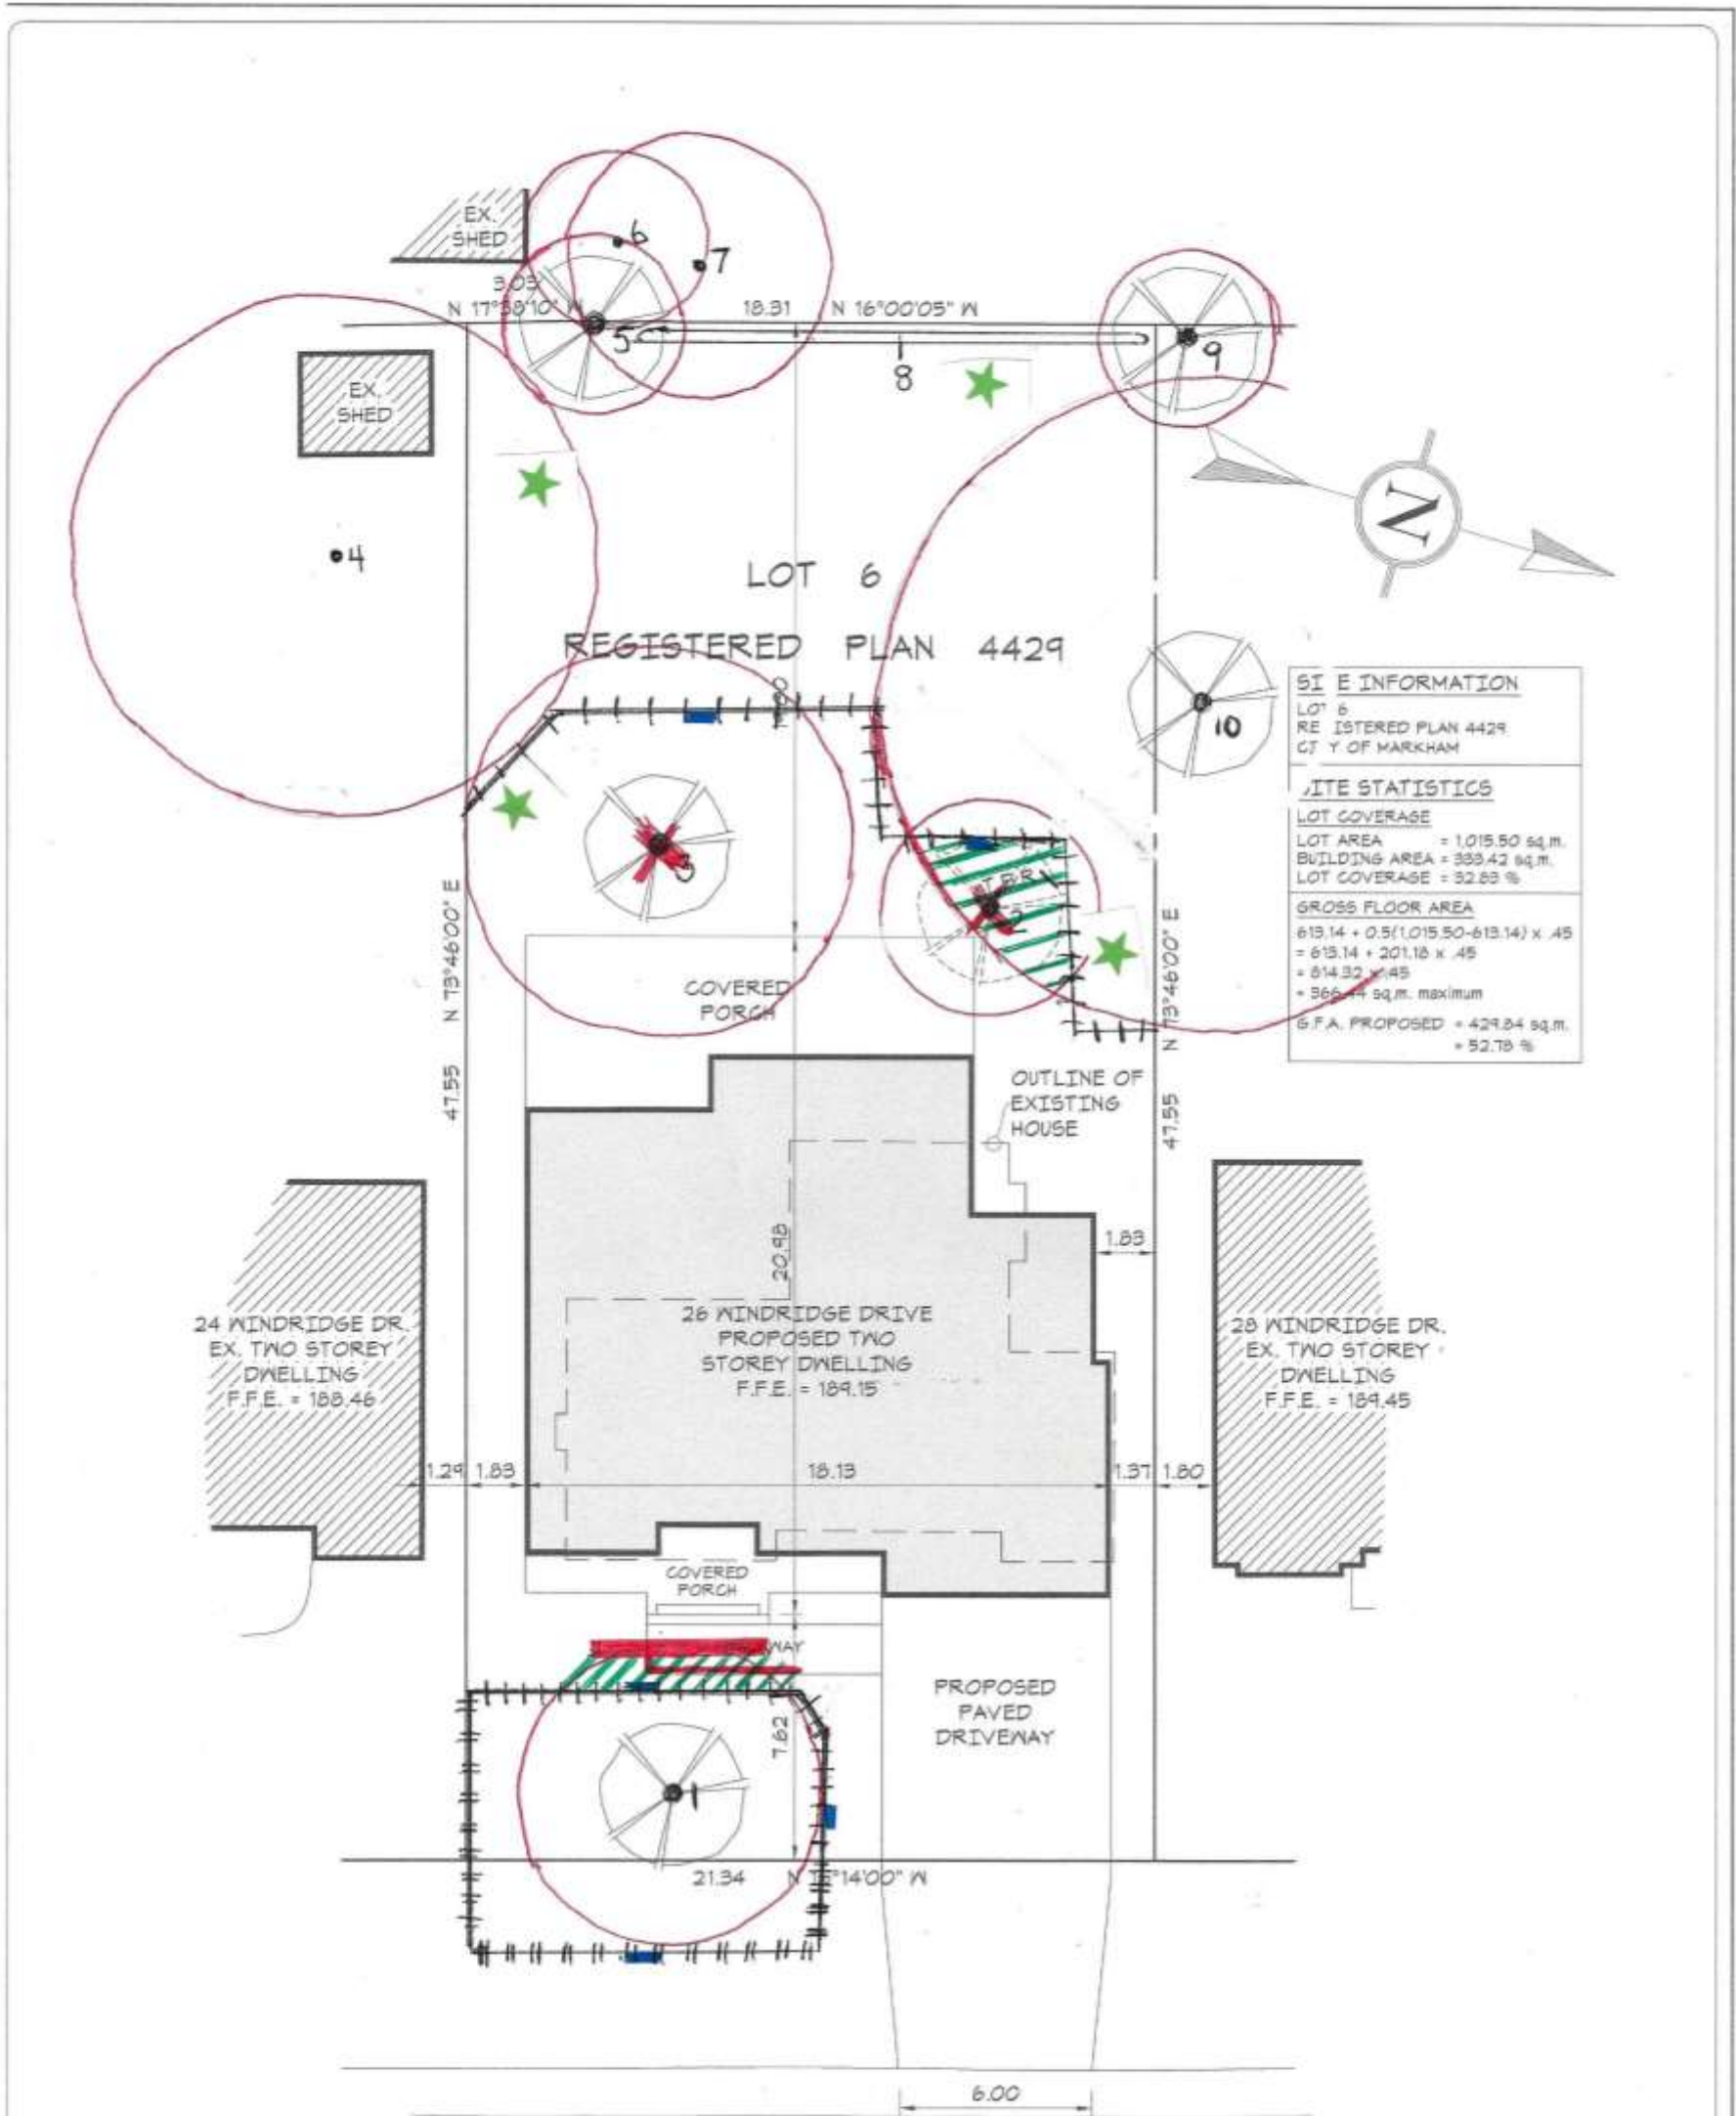 EX.
SHED
6
7
3.03
N 17°38'10" W
18.31 N 16°00'05" W
5
8
9
EX.
SHED
4
N
LOT 6
REGISTERED PLAN 4429
10
SI E INFORMATION
LOT 6
RE ISTERED PLAN 4429
CI Y OF MARKHAM
ITE STATISTICS
LOT COVERAGE
LOT AREA = 1,015.50 sq.m.
BUILDING AREA = 333.42 sq.m.
LOT COVERAGE = 32.83 %
GROSS FLOOR AREA
613.14 + 0.5(1,015.50-613.14) x .45
= 613.14 + 201.18 x .45
= 814.32 x .45
= 366.44 sq.m. maximum
G.F.A. PROPOSED = 429.84 sq.m.
= 52.78 %
3
T.B.R.
2
47.55 N 73°46'00" E
COVERED
PORCH
47.55 N 73°46'00" E
OUTLINE OF
EXISTING
HOUSE
1.83
20.98
24 WINDRIDGE DR.
EX. TWO STOREY
DWELLING
F.F.E. = 188.46
26 WINDRIDGE DRIVE
PROPOSED TWO
STOREY DWELLING
F.F.E. = 189.15
28 WINDRIDGE DR.
EX. TWO STOREY
DWELLING
F.F.E. = 189.45
1.29 1.83 18.13 1.37 1.80
COVERED
PORCH
WAY
PROPOSED
PAVED
DRIVEWAY
7.62
1
21.34 N °14'00" W
6.00